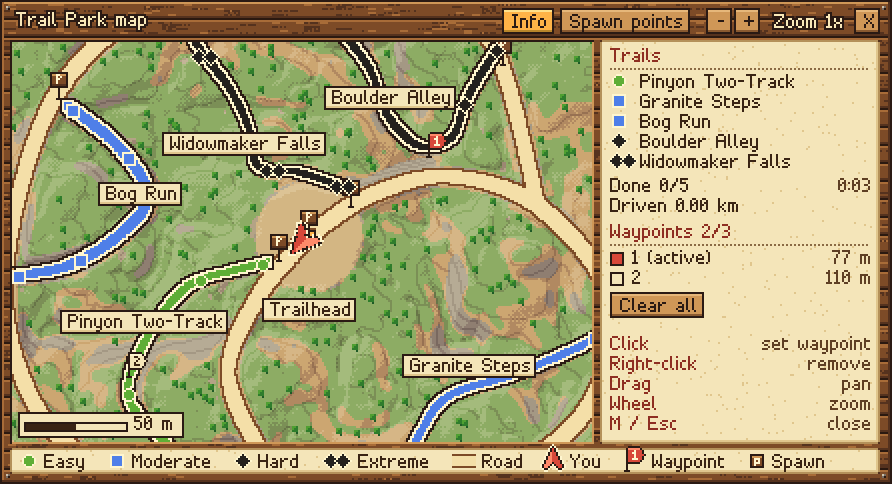 Trail Park map
Info
Spawn points
- + Zoom 1x X
P
Boulder Alley
1
Widowmaker Falls
P
Bog Run
P
P
Trailhead
Pinyon Two-Track
2
Granite Steps
50 m
Trails
Pinyon Two-Track
Granite Steps
Bog Run
Boulder Alley
Widowmaker Falls
Done 0/5 0:03
Driven 0.00 km
Waypoints 2/3
1 (active) 77 m
2 110 m
Clear all
Click set waypoint
Right-click remove
Drag pan
Wheel zoom
M / Esc close
Easy Moderate Hard Extreme Road You 1 Waypoint P Spawn